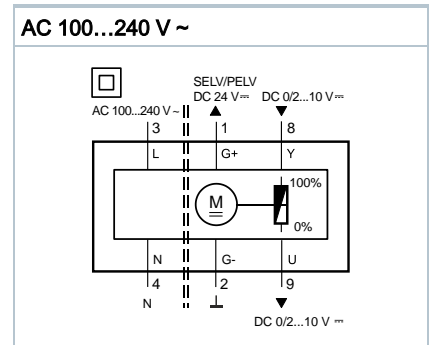 AC 100...240 V ~
SELV/PELV
DC 24 V⎓ DC 0/2...10 V⎓
AC 100...240 V~
3 1 8
L G+ Y
100%
M
0%
N G- U
4 2 9
N
DC 0/2...10 V ⎓